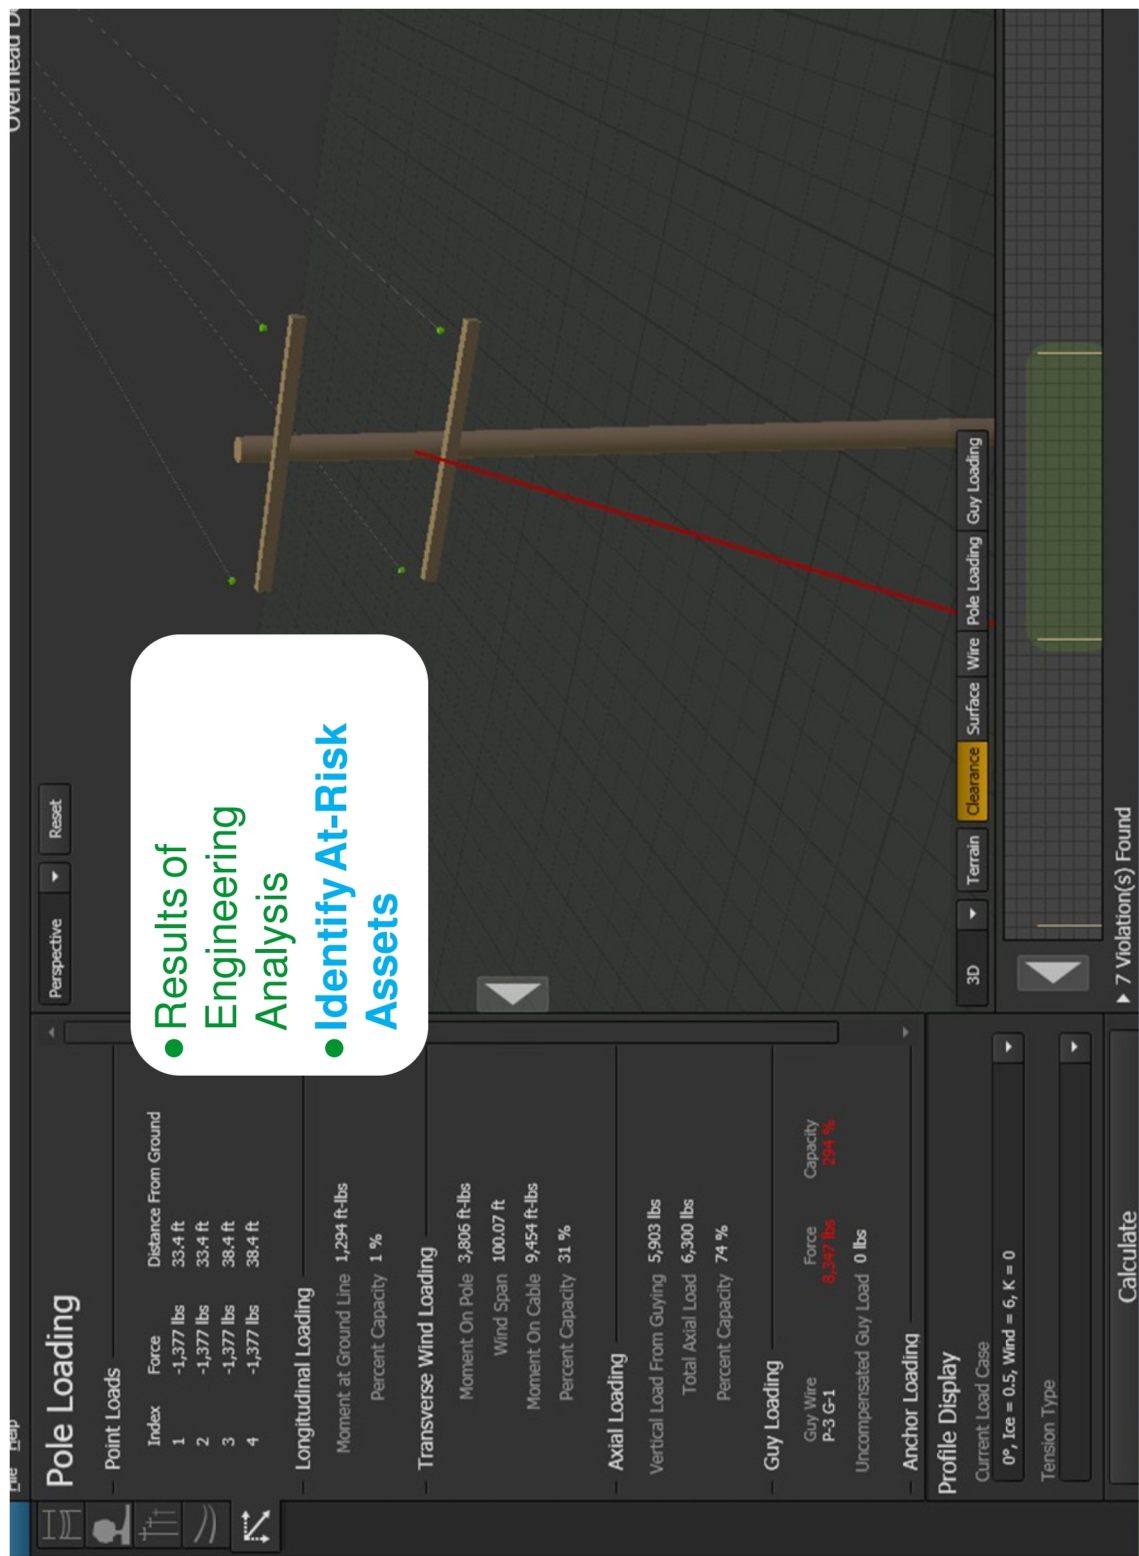 Help
Overhead
Pole Loading
Point Loads
Index Force Distance From Ground
1 -1,377 lbs 33.4 ft
2 -1,377 lbs 33.4 ft
3 -1,377 lbs 38.4 ft
4 -1,377 lbs 38.4 ft
Longitudinal Loading
Moment at Ground Line 1,294 ft-lbs
Percent Capacity 1 %
Transverse Wind Loading
Moment On Pole 3,806 ft-lbs
Wind Span 100.07 ft
Moment On Cable 9,454 ft-lbs
Percent Capacity 31 %
Axial Loading
Vertical Load From Guying 5,903 lbs
Total Axial Load 6,300 lbs
Percent Capacity 74 %
Guy Loading
Guy Wire Force Capacity
P-3 G-1 8,347 lbs 294 %
Uncompensated Guy Load 0 lbs
Anchor Loading
Profile Display
Current Load Case
0°, Ice = 0.5, Wind = 6, K = 0
Tension Type
Calculate
Perspective Reset
• Results of
Engineering
Analysis
• Identify At-Risk
Assets
3D Terrain Clearance Surface Wire Pole Loading Guy Loading
7 Violation(s) Found